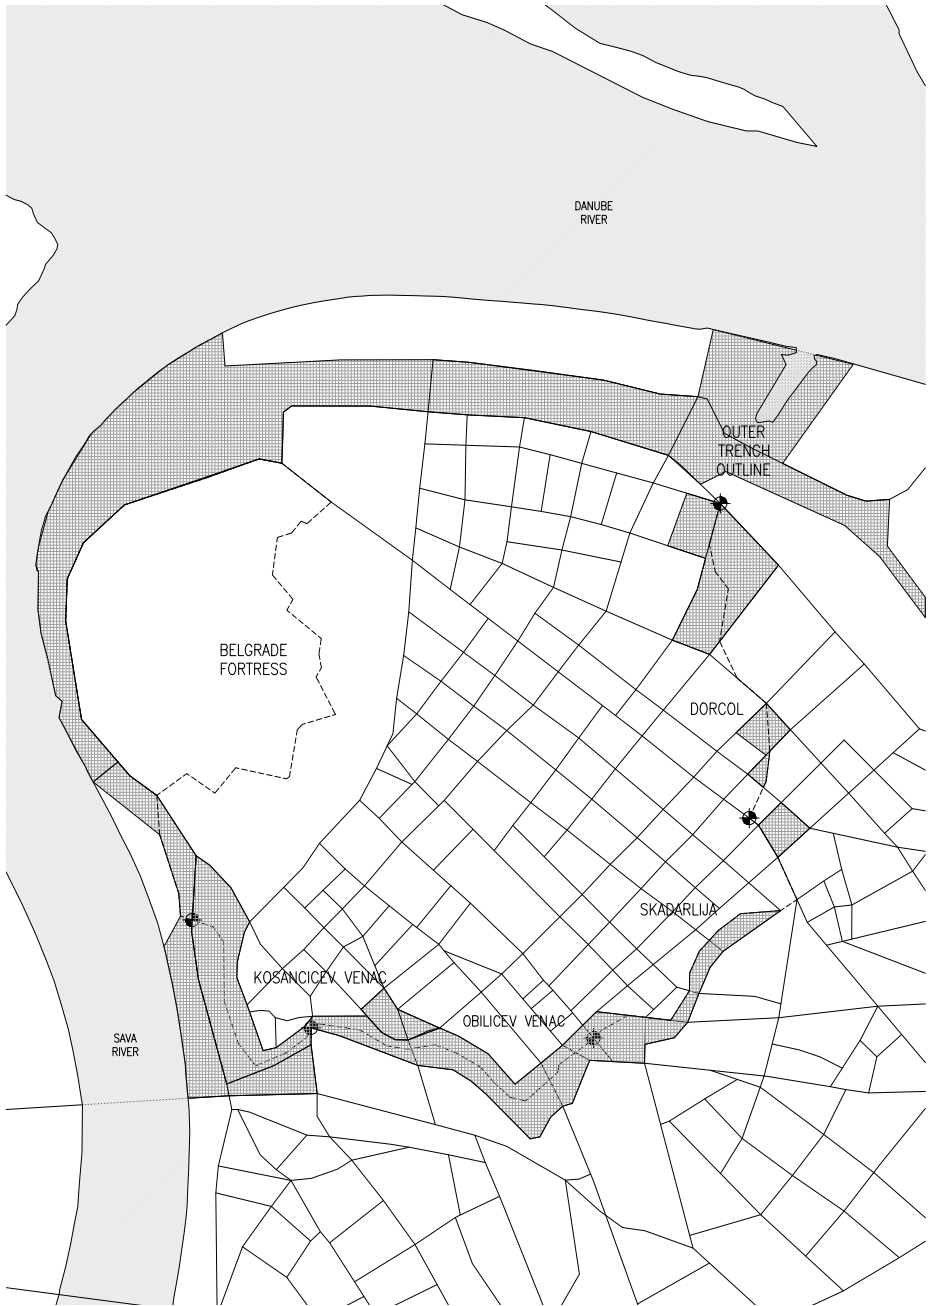 DANUBE
RIVER
OUTER
TRENCH
OUTLINE
BELGRADE
FORTRESS
DORCOL
SKADARLIJA
KOSANCICEV VENAC
OBILICEV VENAC
SAVA
RIVER